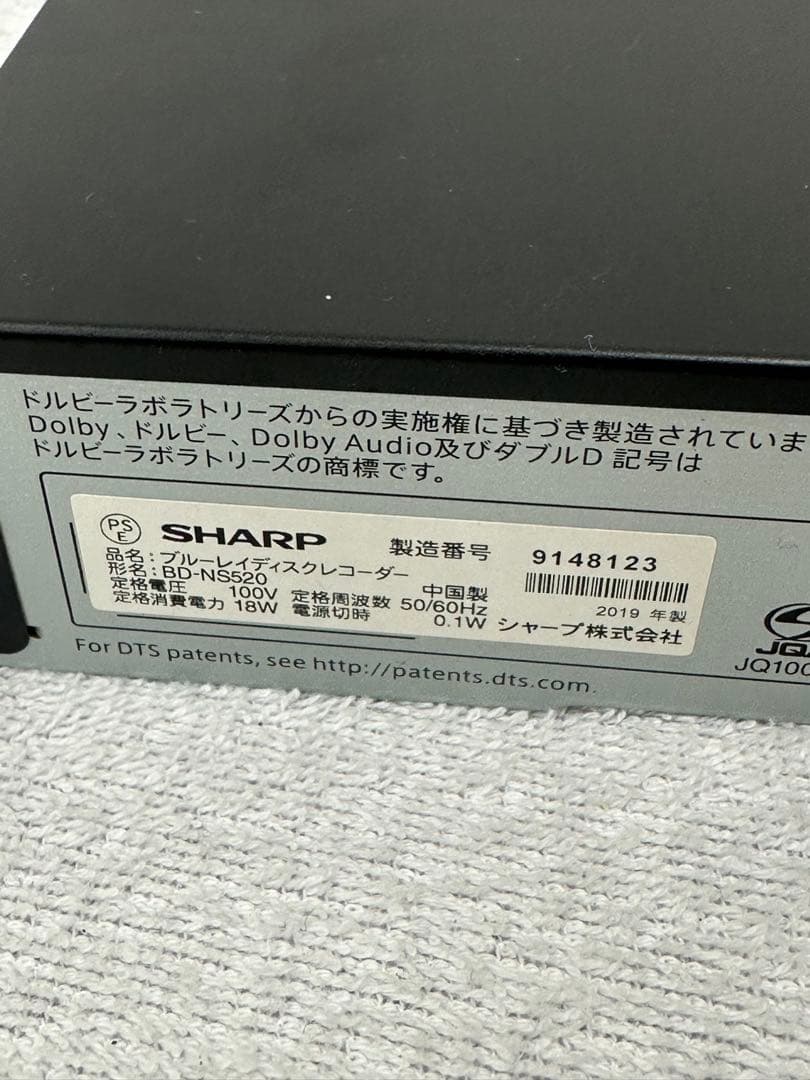 ドルビーラボラトリーズからの実施権に基づき製造されていま
Dolby、ドルビー、Dolby Audio及びダブルD 記号は
ドルビーラボラトリーズの商標です。
PS
E
SHARP 製造番号 9148123
品名:ブルーレイディスクレコーダー
形名:BD-NS520 中国製
定格電圧 100V 定格周波数 50/60Hz 2019 年製
定格消費電力 18W 電源切時 0.1W シャープ株式会社
For DTS patents, see http://patents.dts.com.
JQ100